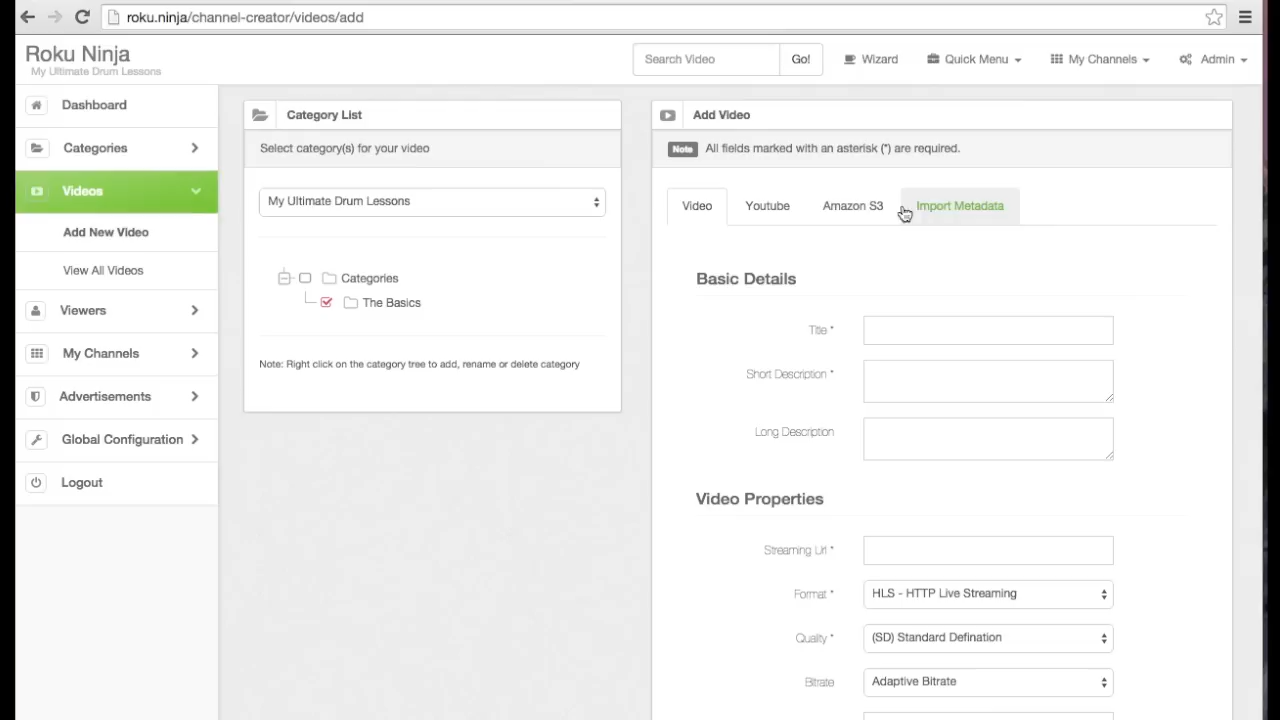 roku.ninja/channel-creator/videos/add
Roku Ninja
My Ultimate Drum Lessons
Search Video
Go!
Wizard
Quick Menu
My Channels
Admin
Dashboard
Categories
Videos
Add New Video
View All Videos
Viewers
My Channels
Advertisements
Global Configuration
Logout
Category List
Select category(s) for your video
My Ultimate Drum Lessons
Categories
The Basics
Note: Right click on the category tree to add, rename or delete category
Add Video
Note All fields marked with an asterisk (*) are required.
Video
Youtube
Amazon S3
Import Metadata
Basic Details
Title *
Short Description *
Long Description
Video Properties
Streaming Url *
Format * HLS - HTTP Live Streaming
Quality * (SD) Standard Defination
Bitrate Adaptive Bitrate